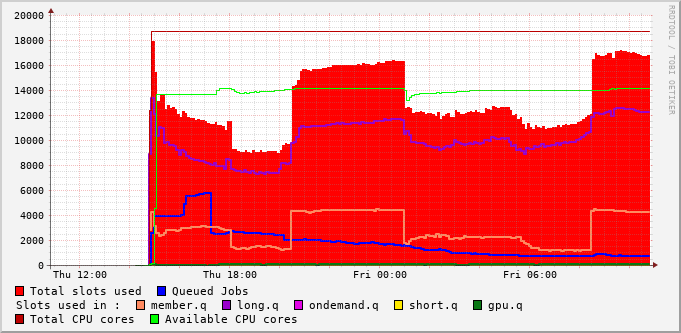 20000
18000
16000
14000
12000
10000
8000
6000
4000
2000
0
Thu 12:00 Thu 18:00 Fri 00:00 Fri 06:00
RRDTOOL / TOBI OETIKER
Total slots used Queued Jobs
Slots used in : member.q long.q ondemand.q short.q gpu.q
Total CPU cores Available CPU cores